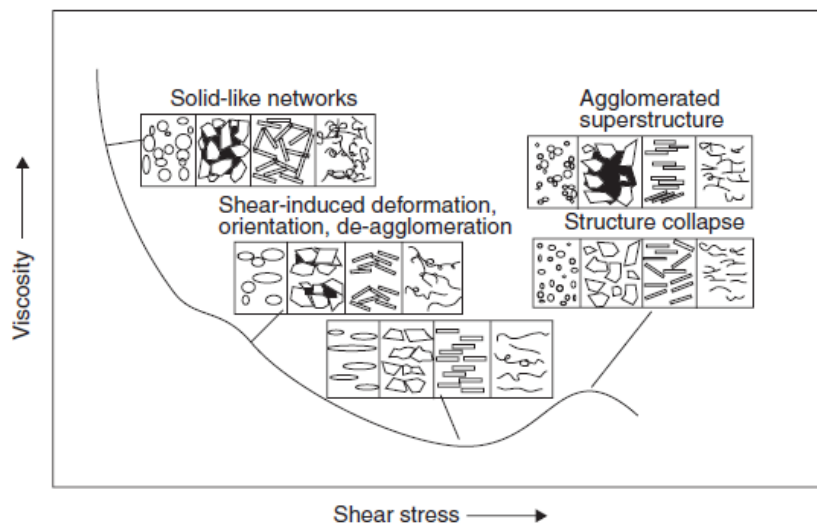 Solid-like networks
Agglomerated
superstructure
Shear-induced deformation,
orientation, de-agglomeration
Structure collapse
Viscosity
Shear stress